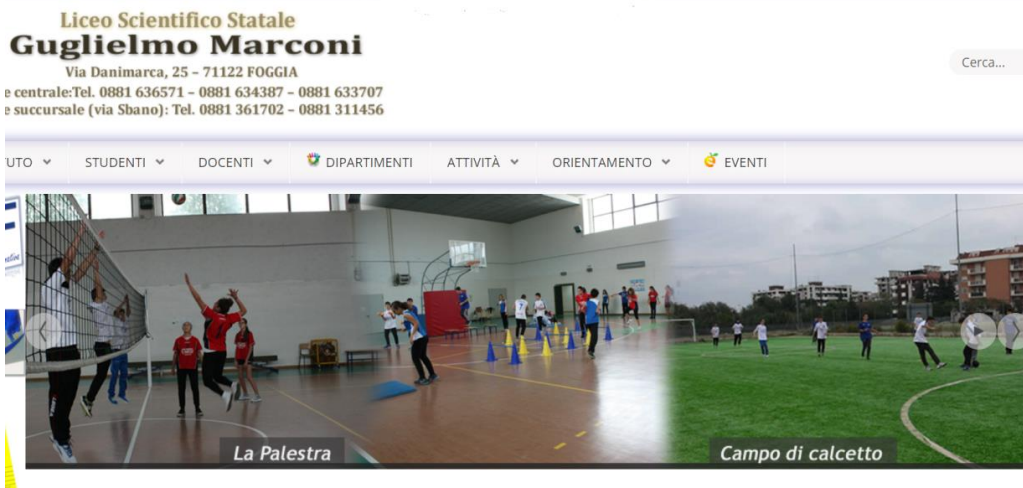 Liceo Scientifico Statale
Guglielmo Marconi
Via Danimarca, 25 – 71122 FOGGIA
e centrale:Tel. 0881 636571 – 0881 634387 – 0881 633707
e succursale (via Sbano): Tel. 0881 361702 – 0881 311456
Cerca...
UTO STUDENTI DOCENTI DIPARTIMENTI ATTIVITÀ ORIENTAMENTO EVENTI
La Palestra Campo di calcetto